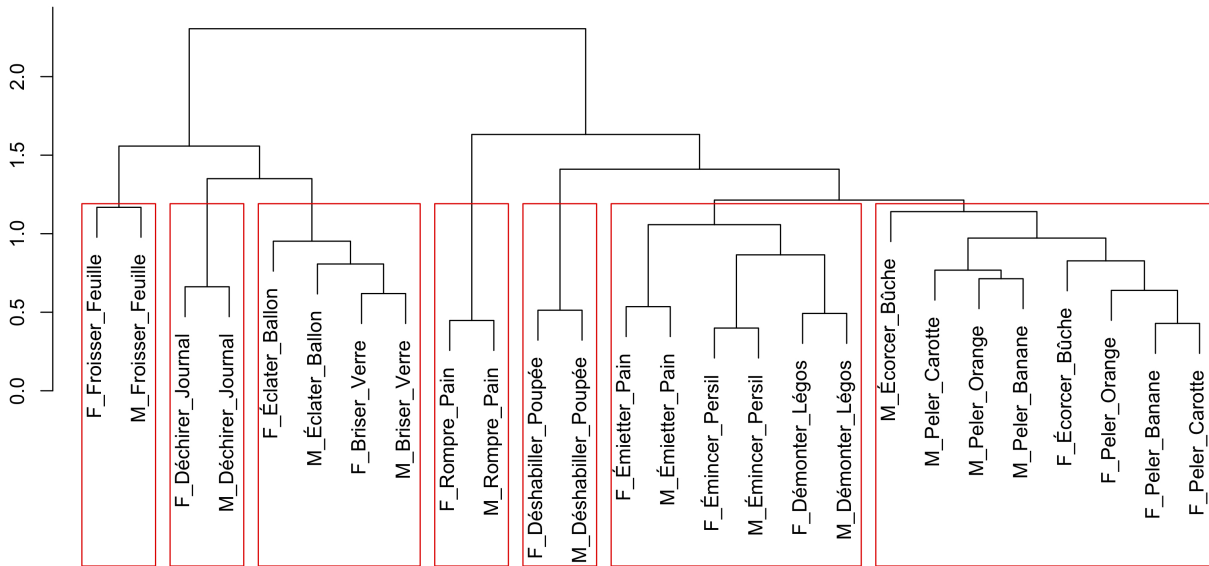 2.0
1.5
1.0
0.5
0.0
F_Froisser_Feuille
M_Froisser_Feuille
F_Déchirer_Journal
M_Déchirer_Journal
F_Éclater_Ballon
M_Éclater_Ballon
F_Briser_Verre
M_Briser_Verre
F_Rompre_Pain
M_Rompre_Pain
F_Déshabiller_Poupée
M_Déshabiller_Poupée
F_Émietter_Pain
M_Émietter_Pain
F_Émincer_Persil
M_Émincer_Persil
F_Démonter_Légos
M_Démonter_Légos
M_Écorcer_Bûche
M_Peler_Carotte
M_Peler_Orange
M_Peler_Banane
F_Écorcer_Bûche
F_Peler_Orange
F_Peler_Banane
F_Peler_Carotte